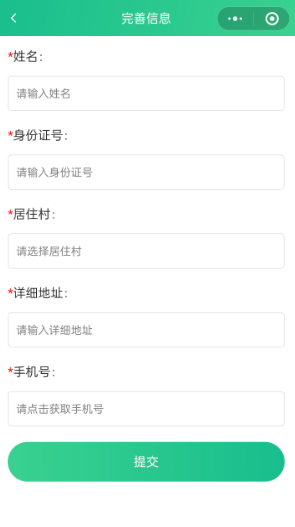 完善信息
*姓名：
请输入姓名
*身份证号：
请输入身份证号
*居住村：
请选择居住村
*详细地址：
请输入详细地址
*手机号：
请点击获取手机号
提交